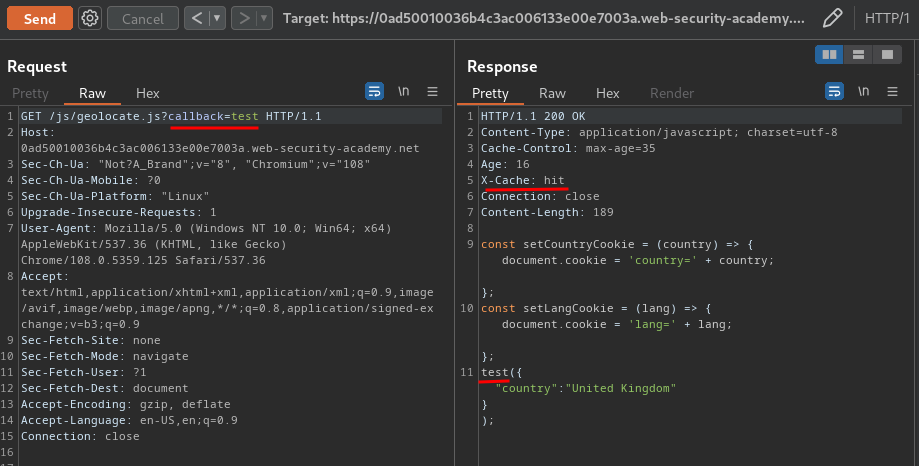 Send Cancel < > Target: https://0ad50010036b4c3ac006133e00e7003a.web-security-academy.... HTTP/1
Request
Pretty Raw Hex \n
1 GET /js/geolocate.js?callback=test HTTP/1.1
2 Host:
0ad50010036b4c3ac006133e00e7003a.web-security-academy.net
3 Sec-Ch-Ua: "Not?A_Brand";v="8", "Chromium";v="108"
4 Sec-Ch-Ua-Mobile: ?0
5 Sec-Ch-Ua-Platform: "Linux"
6 Upgrade-Insecure-Requests: 1
7 User-Agent: Mozilla/5.0 (Windows NT 10.0; Win64; x64)
AppleWebKit/537.36 (KHTML, like Gecko)
Chrome/108.0.5359.125 Safari/537.36
8 Accept:
text/html,application/xhtml+xml,application/xml;q=0.9,image
/avif,image/webp,image/apng,*/*;q=0.8,application/signed-ex
change;v=b3;q=0.9
9 Sec-Fetch-Site: none
10 Sec-Fetch-Mode: navigate
11 Sec-Fetch-User: ?1
12 Sec-Fetch-Dest: document
13 Accept-Encoding: gzip, deflate
14 Accept-Language: en-US,en;q=0.9
15 Connection: close
16
Response
Pretty Raw Hex Render \n
1 HTTP/1.1 200 OK
2 Content-Type: application/javascript; charset=utf-8
3 Cache-Control: max-age=35
4 Age: 16
5 X-Cache: hit
6 Connection: close
7 Content-Length: 189
8
9 const setCountryCookie = (country) => {
document.cookie = 'country=' + country;
};
10 const setLangCookie = (lang) => {
document.cookie = 'lang=' + lang;
};
11 test({
"country":"United Kingdom"
}
);